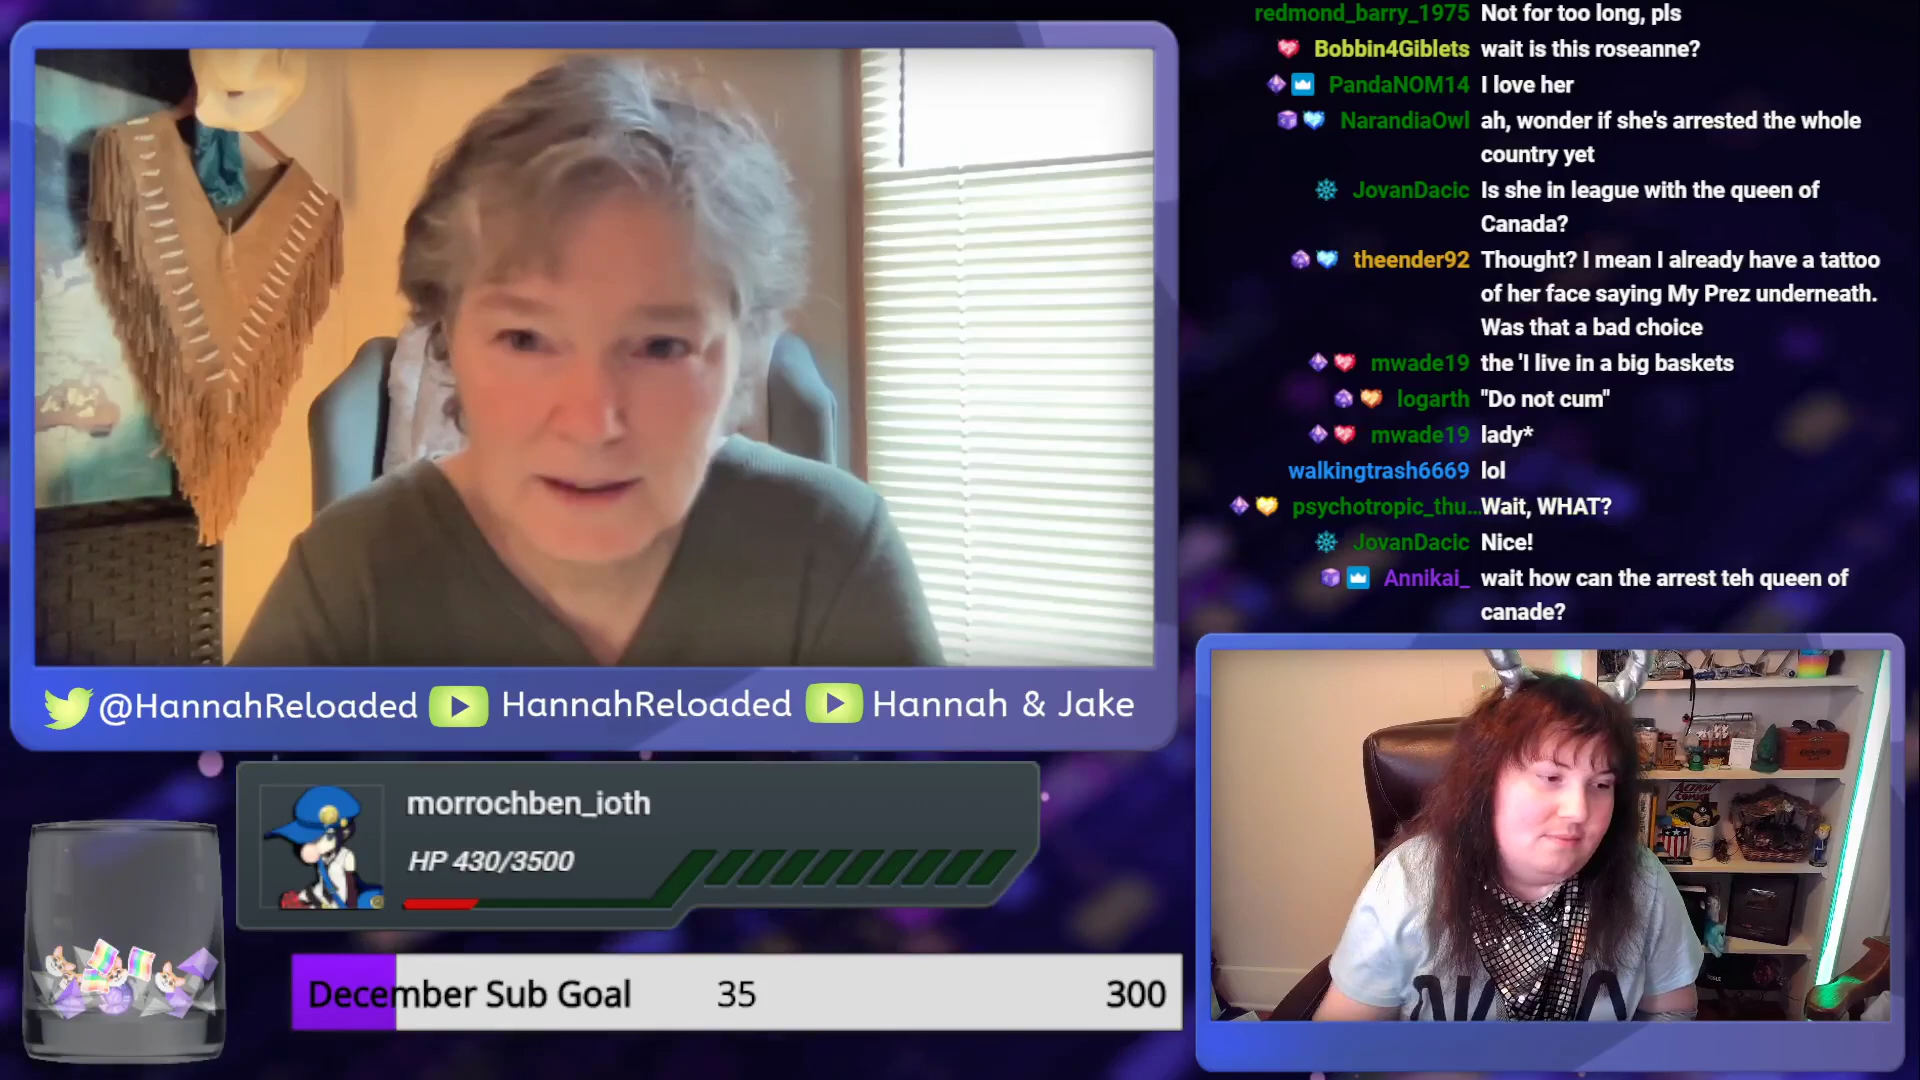 redmond_barry_1975 Not for too long, pls
Bobbin4Giblets wait is this roseanne?
PandaNOM14 I love her
NarandiaOwl ah, wonder if she's arrested the whole
country yet
JovanDacic Is she in league with the queen of
Canada?
theender92 Thought? I mean I already have a tattoo
of her face saying My Prez underneath.
Was that a bad choice
mwade19 the 'I live in a big baskets
logarth "Do not cum"
mwade19 lady*
walkingtrash6669 lol
psychotropic_thu... Wait, WHAT?
JovanDacic Nice!
Annikai_ wait how can the arrest teh queen of
canade?
@HannahReloaded HannahReloaded Hannah & Jake
morrochben_ioth
HP 430/3500
December Sub Goal 35 300
ACTION
COMICS